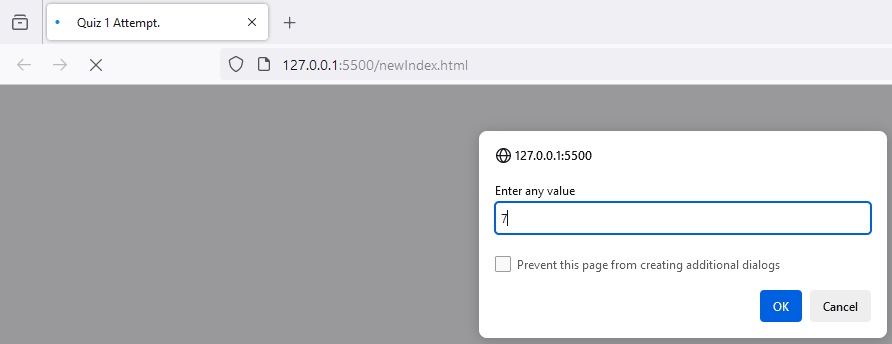 Quiz 1 Attempt.
127.0.0.1:5500/newIndex.html
127.0.0.1:5500
Enter any value
7
Prevent this page from creating additional dialogs
OK Cancel